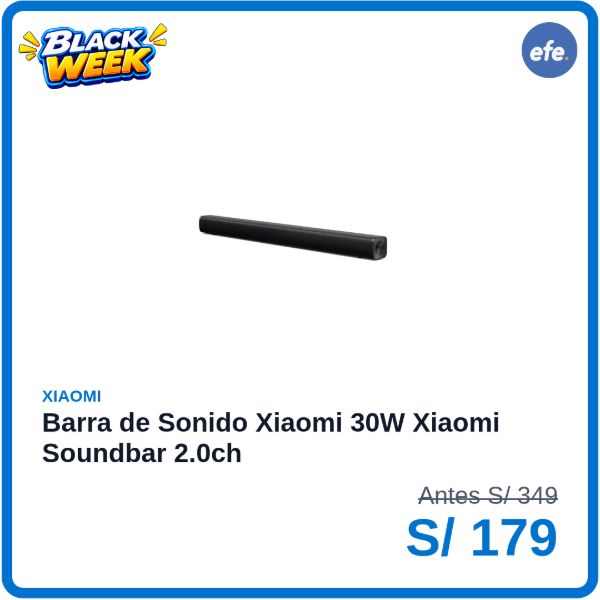 BLACK
WEEK
efe.
XIAOMI
Barra de Sonido Xiaomi 30W Xiaomi
Soundbar 2.0ch
Antes S/ 349
S/ 179